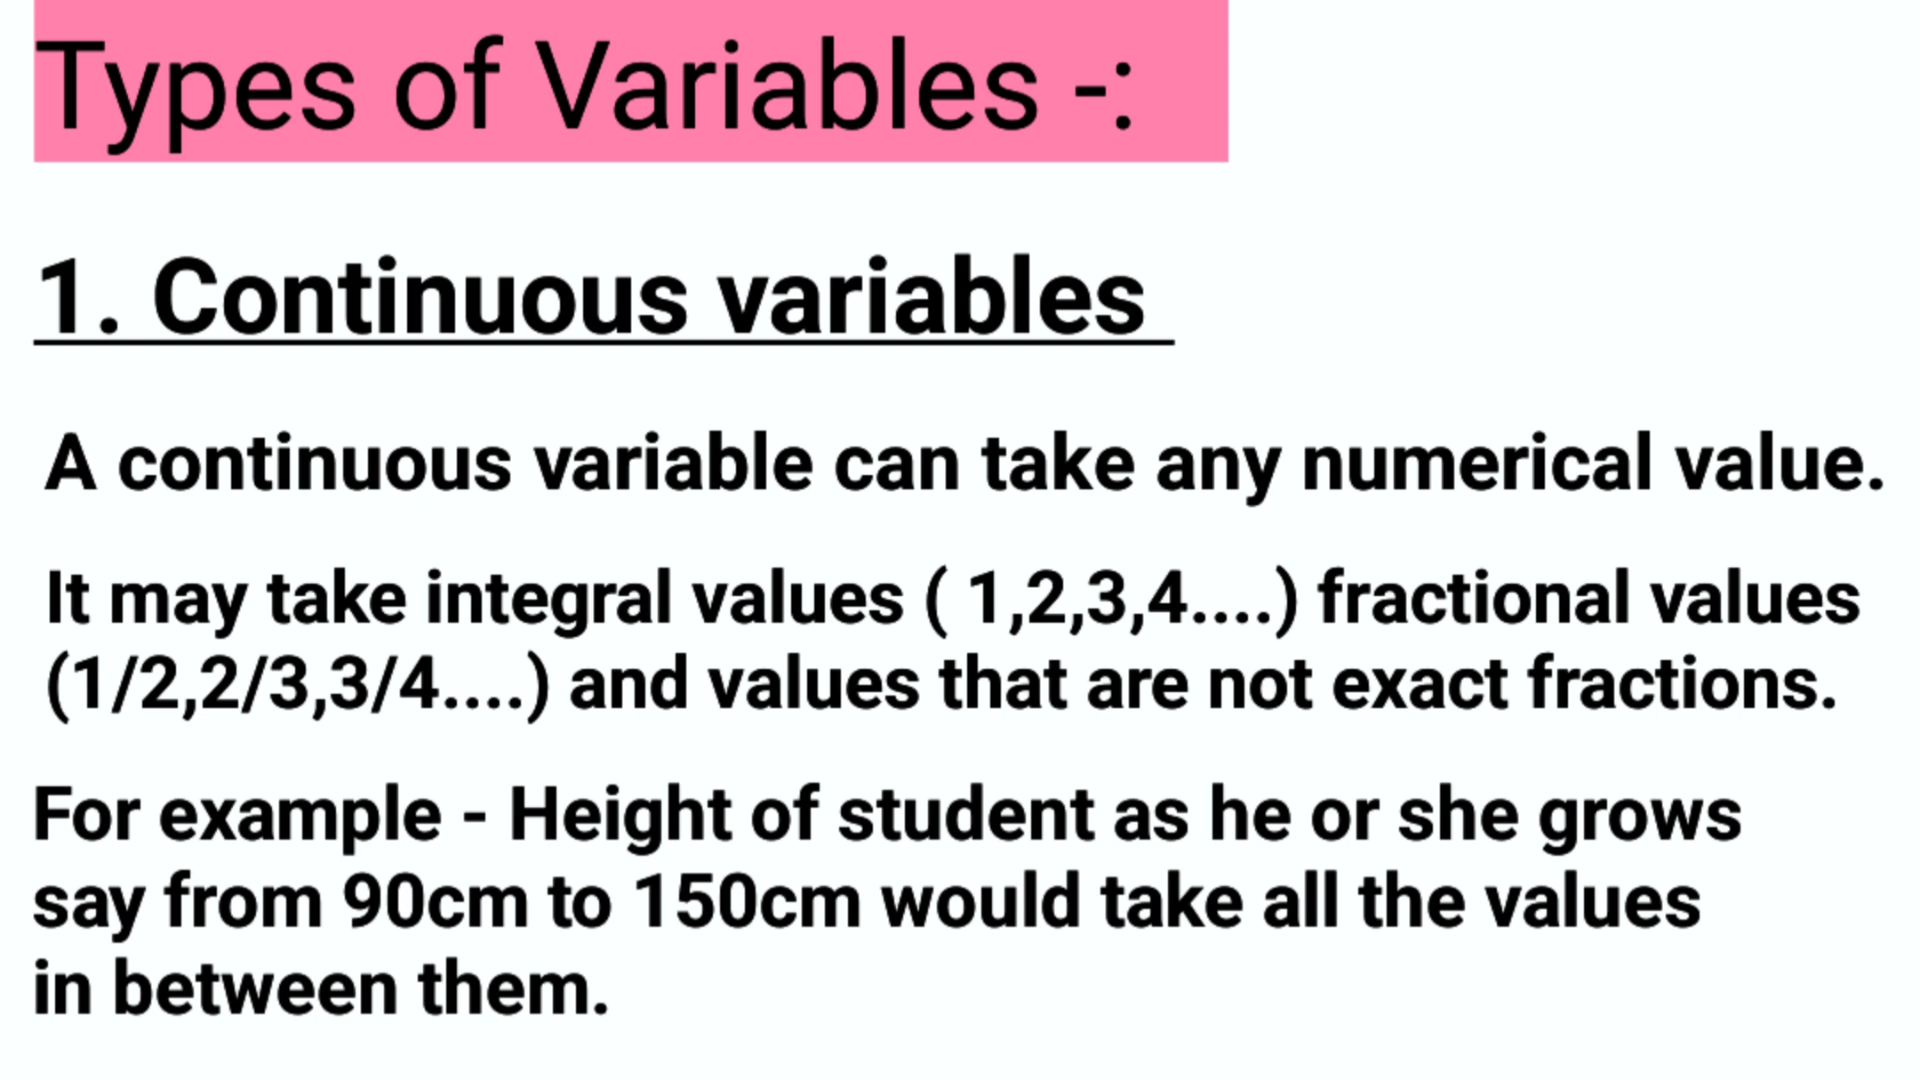 Types of Variables -:
1. Continuous variables
A continuous variable can take any numerical value.
It may take integral values ( 1,2,3,4....) fractional values
(1/2,2/3,3/4....) and values that are not exact fractions.
For example - Height of student as he or she grows
say from 90cm to 150cm would take all the values
in between them.